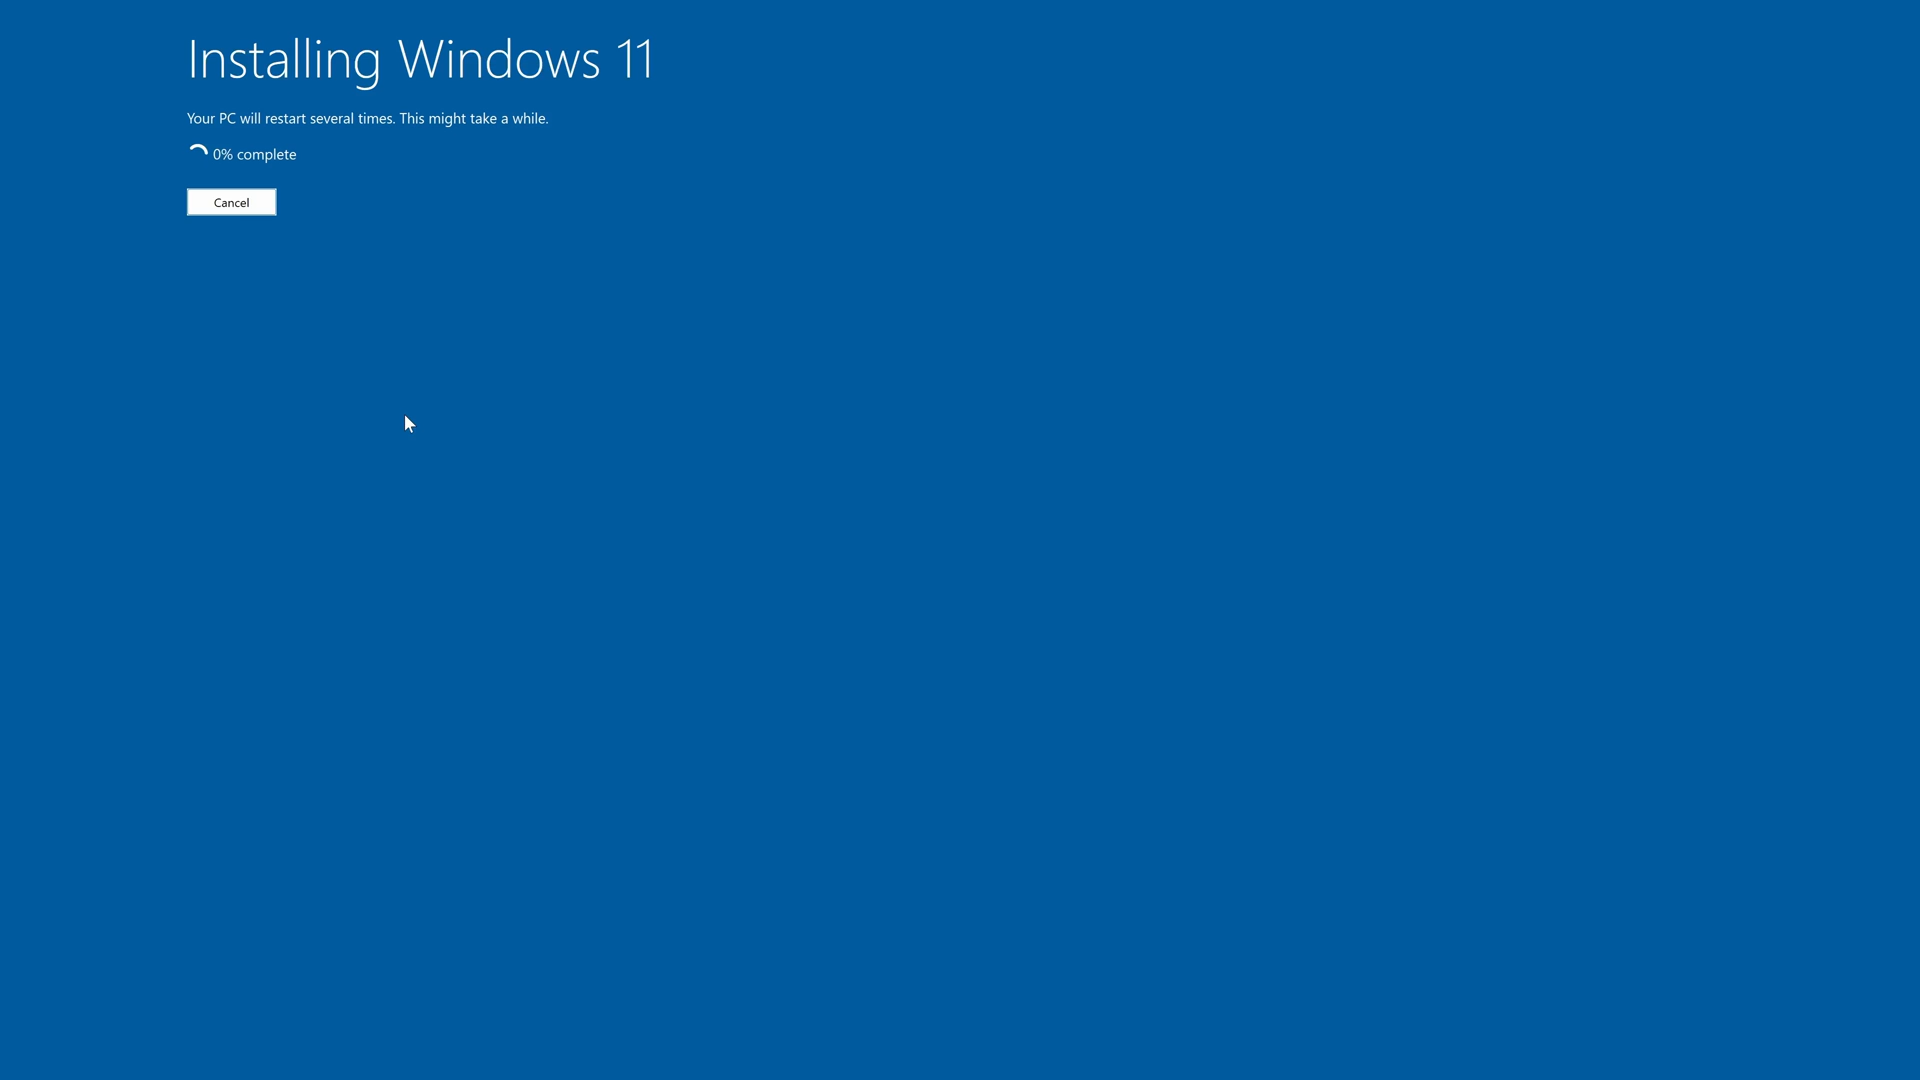 Installing Windows 11
Your PC will restart several times. This might take a while.
0% complete
Cancel